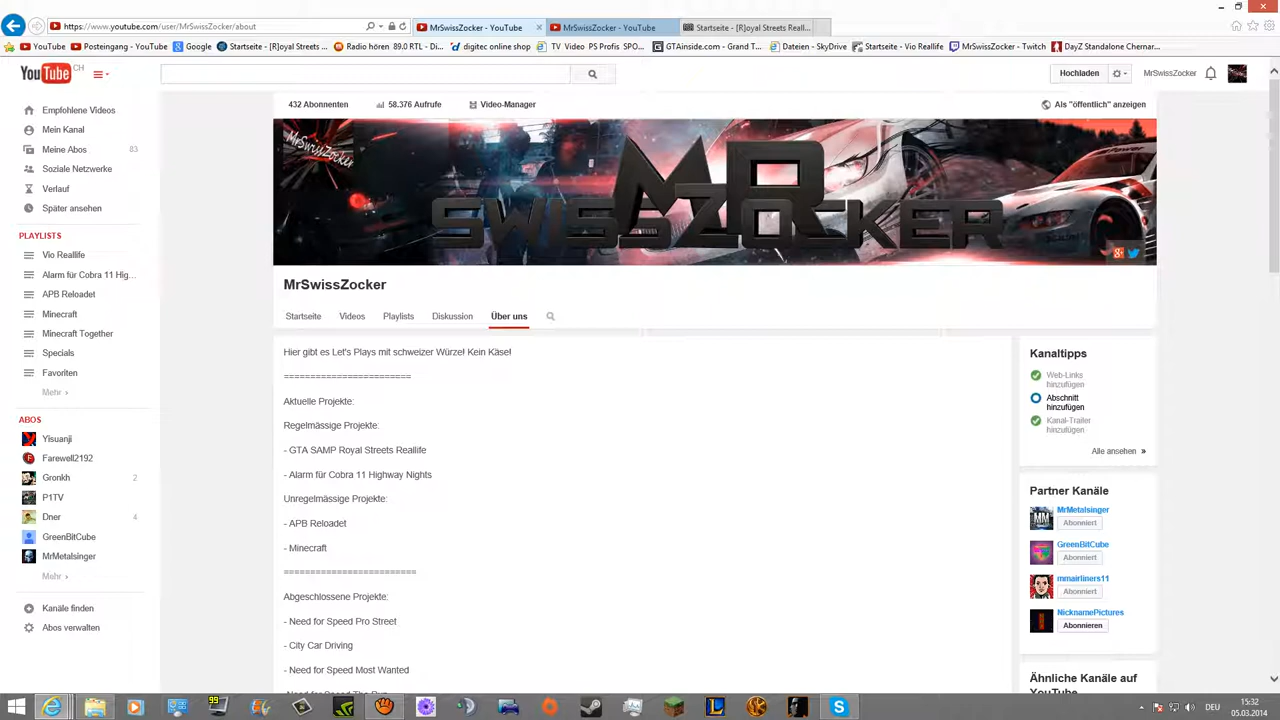 https://www.youtube.com/user/MrSwissZocker/about
MrSwissZocker - YouTube
MrSwissZocker - YouTube
Startseite - [R]oyal Streets Reall...
YouTube
Posteingang - YouTube
Google
Startseite - [R]oyal Streets ...
Radio hören 89.0 RTL - Di...
digitec online shop
TV Video PS Profis SPO...
GTAinside.com - Grand T...
Dateien - SkyDrive
Startseite - Vio Reallife
MrSwissZocker - Twitch
DayZ Standalone Chernar...
YouTube CH
Hochladen
MrSwissZocker
432 Abonnenten
58.376 Aufrufe
Video-Manager
Als "öffentlich" anzeigen
MrSwissZocker
MR
SWISSZOCKER
MrSwissZocker
Startseite
Videos
Playlists
Diskussion
Über uns
Empfohlene Videos
Mein Kanal
Meine Abos 83
Soziale Netzwerke
Verlauf
Später ansehen
PLAYLISTS
Vio Reallife
Alarm für Cobra 11 Hig...
APB Reloadet
Minecraft
Minecraft Together
Specials
Favoriten
Mehr ›
ABOS
Yisuanji
Farewell2192
Gronkh 2
P1TV
Dner 4
GreenBitCube
MrMetalsinger
Mehr ›
Kanäle finden
Abos verwalten
Hier gibt es Let's Plays mit schweizer Würze! Kein Käse!
========================
Aktuelle Projekte:
Regelmässige Projekte:
- GTA SAMP Royal Streets Reallife
- Alarm für Cobra 11 Highway Nights
Unregelmässige Projekte:
- APB Reloadet
- Minecraft
=========================
Abgeschlossene Projekte:
- Need for Speed Pro Street
- City Car Driving
- Need for Speed Most Wanted
Kanaltipps
Web-Links
hinzufügen
Abschnitt
hinzufügen
Kanal-Trailer
hinzufügen
Alle ansehen »
Partner Kanäle
MrMetalsinger
Abonniert
GreenBitCube
Abonniert
mmairliners11
Abonniert
NicknamePictures
Abonnieren
Ähnliche Kanäle auf
YouTube
99
DEU
15:32
05.03.2014